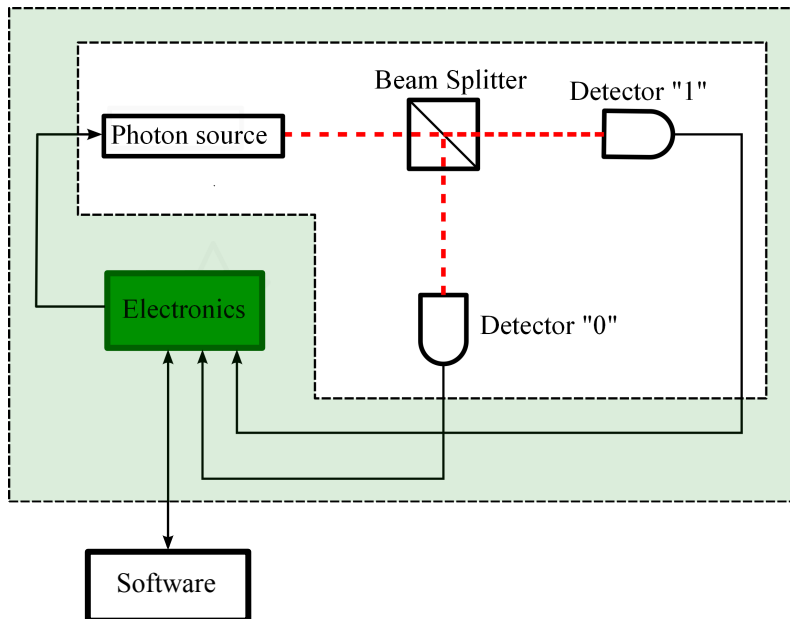 Beam Splitter
Detector "1"
Photon source
Electronics
Detector "0"
Software